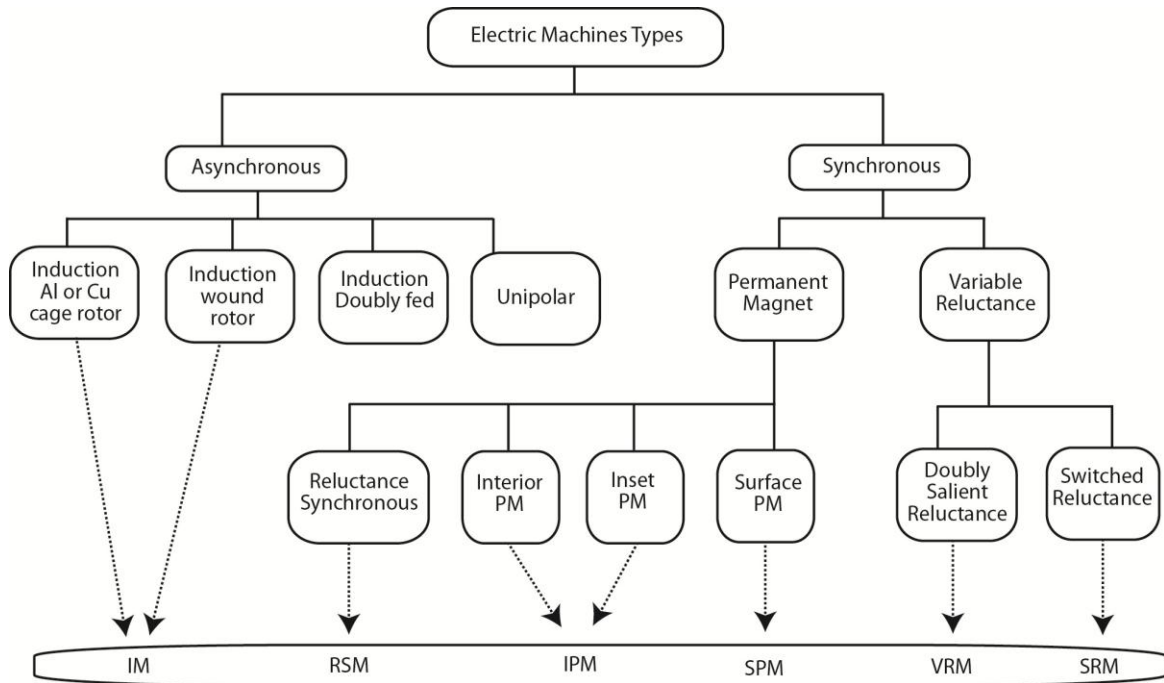 Electric Machines Types
Asynchronous
Synchronous
Induction
Al or Cu
cage rotor
Induction
wound
rotor
Induction
Doubly fed
Unipolar
Permanent
Magnet
Variable
Reluctance
Reluctance
Synchronous
Interior
PM
Inset
PM
Surface
PM
Doubly
Salient
Reluctance
Switched
Reluctance
IM
RSM
IPM
SPM
VRM
SRM